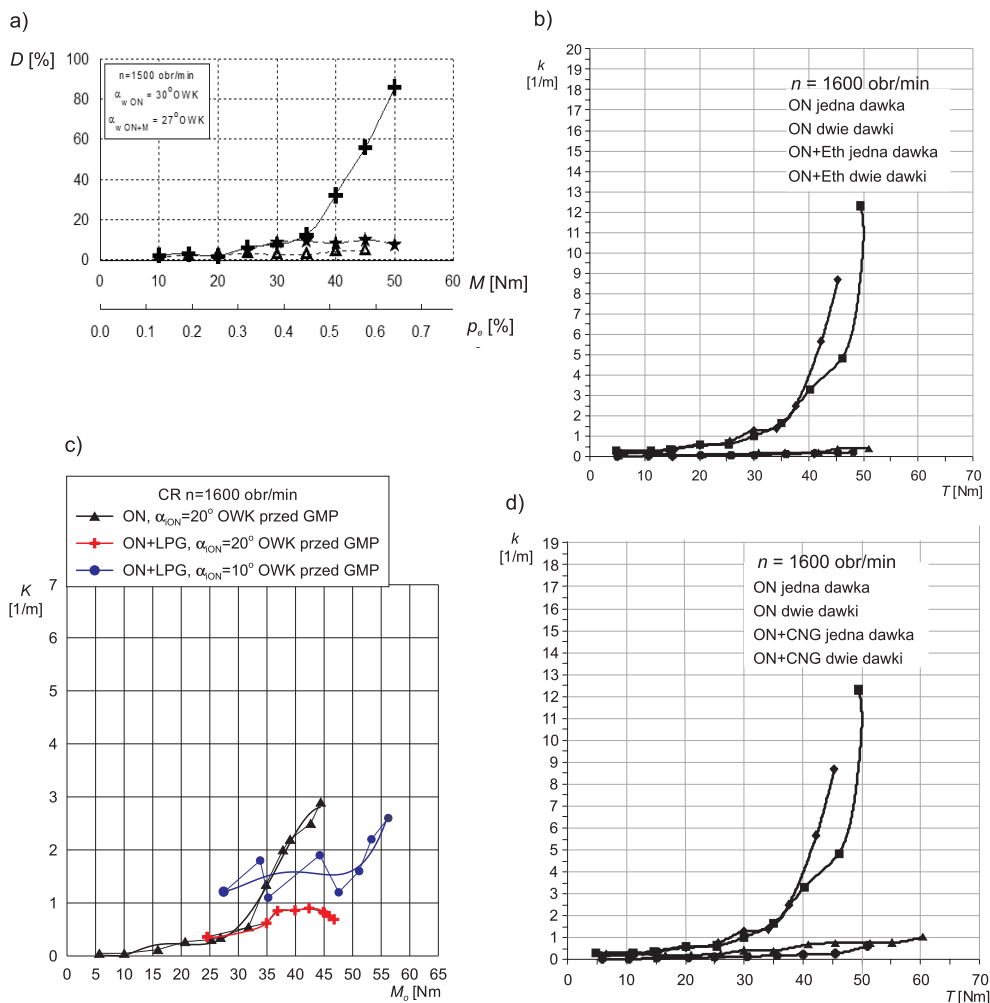 a)
D [%]
100
80
60
40
20
0
n=1500 obr/min
α w ON = 30°OWK
α w ON+M = 27°OWK
0 10 20 30 40 50 60
M [Nm]
0.0 0.1 0.2 0.3 0.4 0.5 0.6 0.7
pe [%]
b)
k
[1/m]
20
19
18
17
16
15
14
13
12
11
10
9
8
7
6
5
4
3
2
1
0
n = 1600 obr/min
ON jedna dawka
ON dwie dawki
ON+Eth jedna dawka
ON+Eth dwie dawki
0 10 20 30 40 50 60 70
T [Nm]
c)
CR n=1600 obr/min
ON, αiON=20° OWK przed GMP
ON+LPG, αiON=20° OWK przed GMP
ON+LPG, αiON=10° OWK przed GMP
K
[1/m]
7
6
5
4
3
2
1
0
0 5 10 15 20 25 30 35 40 45 50 55 60 65
Mo [Nm]
d)
k
[1/m]
19
18
17
16
15
14
13
12
11
10
9
8
7
6
5
4
3
2
1
0
n = 1600 obr/min
ON jedna dawka
ON dwie dawki
ON+CNG jedna dawka
ON+CNG dwie dawki
0 10 20 30 40 50 60 70
T [Nm]